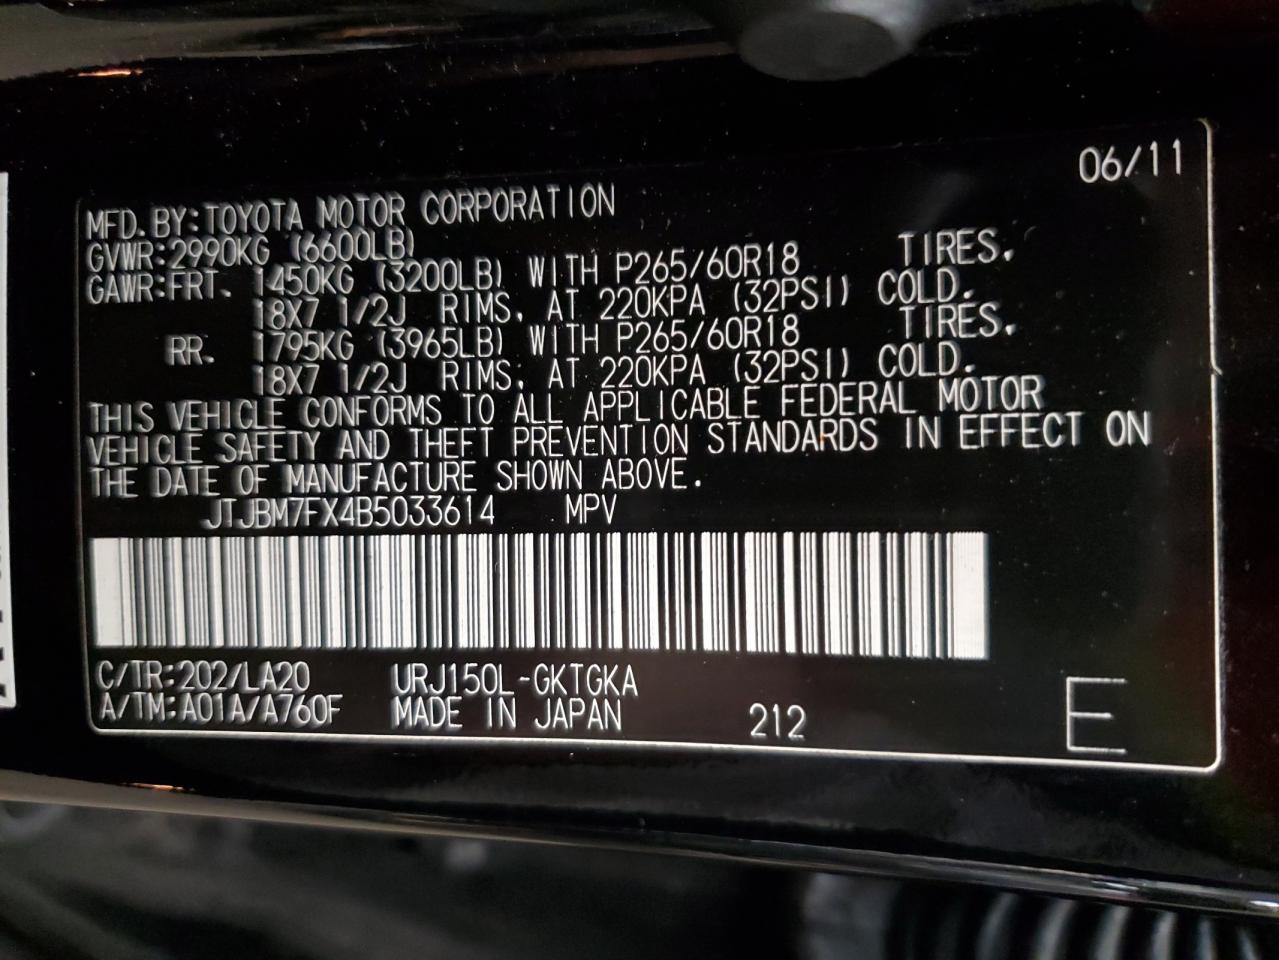 06/11
MFD. BY: TOYOTA MOTOR CORPORATION
GVWR: 2990KG (6600LB)
GAWR: FRT. 1450KG (3200LB) WITH P265/60R18 TIRES.
18X7 1/2J RIMS, AT 220KPA (32PSI) COLD.
RR. 1795KG (3965LB) WITH P265/60R18 TIRES.
18X7 1/2J RIMS, AT 220KPA (32PSI) COLD.
THIS VEHICLE CONFORMS TO ALL APPLICABLE FEDERAL MOTOR
VEHICLE SAFETY AND THEFT PREVENTION STANDARDS IN EFFECT ON
THE DATE OF MANUFACTURE SHOWN ABOVE.
JTJBM7FX4B5033614 MPV
C/TR: 202/LA20 URJ150L-GKTGKA
A/TM: A01A/A760F MADE IN JAPAN 212 E